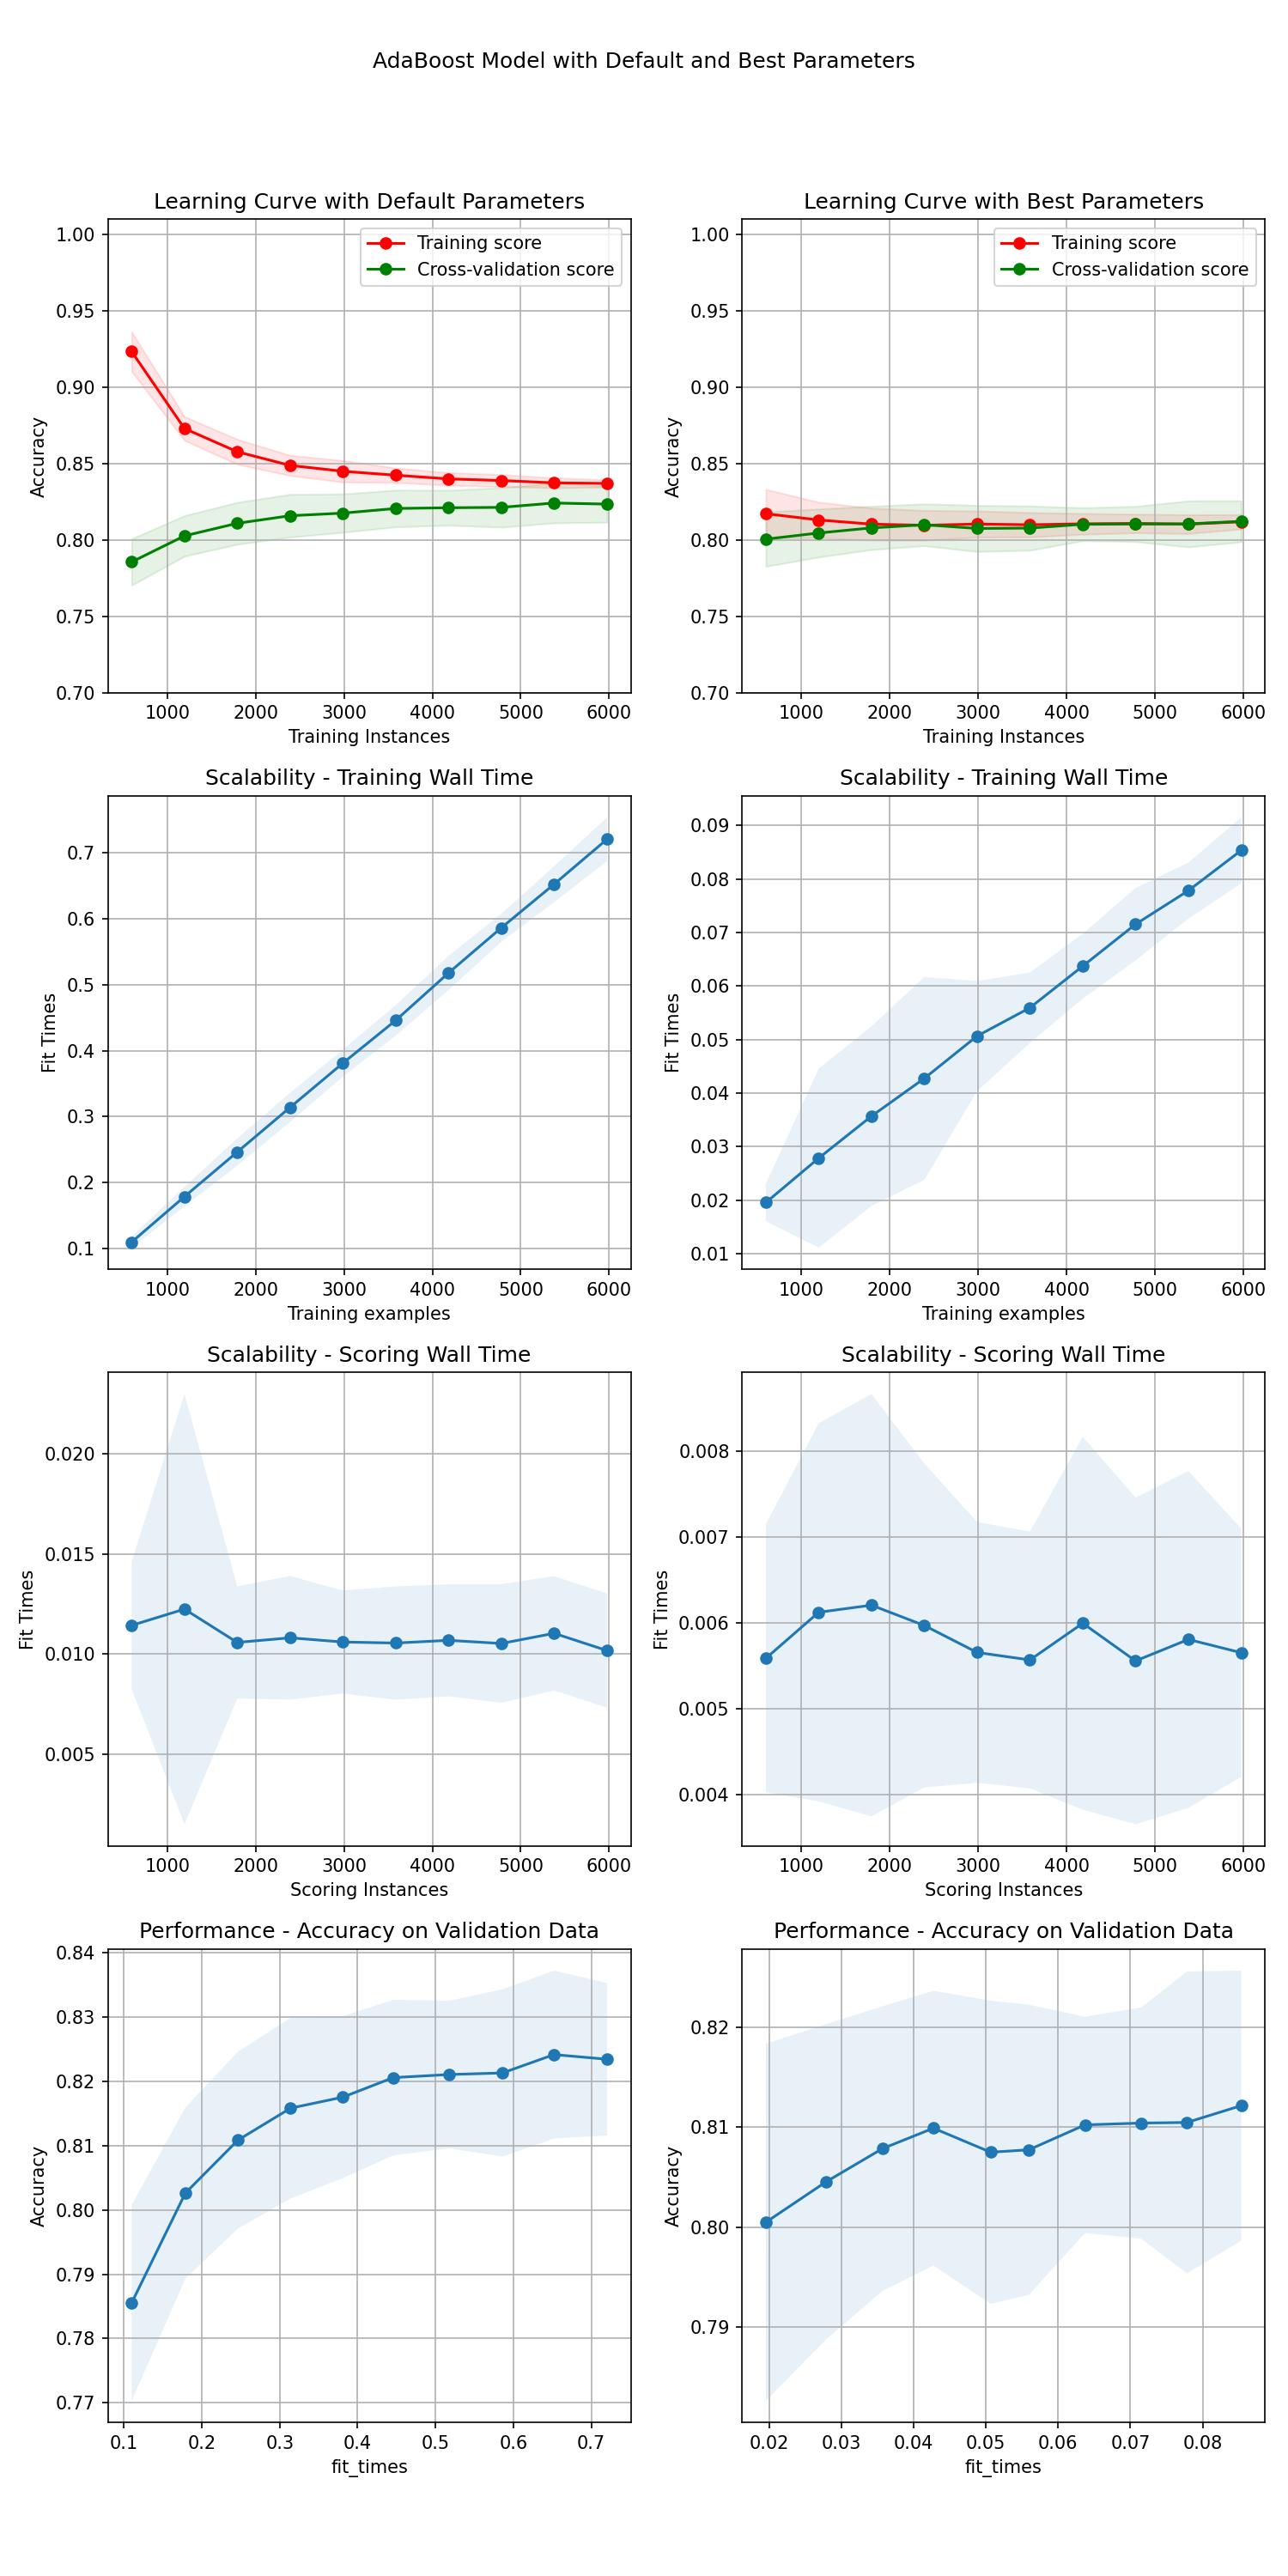 AdaBoost Model with Default and Best Parameters
Learning Curve with Default Parameters
1.00
0.95
0.90
0.85
0.80
0.75
0.70
Accuracy
Training score
Cross-validation score
1000 2000 3000 4000 5000 6000
Training Instances
Learning Curve with Best Parameters
1.00
0.95
0.90
0.85
0.80
0.75
0.70
Accuracy
Training score
Cross-validation score
1000 2000 3000 4000 5000 6000
Training Instances
Scalability - Training Wall Time
0.7
0.6
0.5
0.4
0.3
0.2
0.1
Fit Times
1000 2000 3000 4000 5000 6000
Training examples
Scalability - Training Wall Time
0.09
0.08
0.07
0.06
0.05
0.04
0.03
0.02
0.01
Fit Times
1000 2000 3000 4000 5000 6000
Training examples
Scalability - Scoring Wall Time
0.020
0.015
0.010
0.005
Fit Times
1000 2000 3000 4000 5000 6000
Scoring Instances
Scalability - Scoring Wall Time
0.008
0.007
0.006
0.005
0.004
Fit Times
1000 2000 3000 4000 5000 6000
Scoring Instances
Performance - Accuracy on Validation Data
0.84
0.83
0.82
0.81
0.80
0.79
0.78
0.77
Accuracy
0.1 0.2 0.3 0.4 0.5 0.6 0.7
fit_times
Performance - Accuracy on Validation Data
0.82
0.81
0.80
0.79
Accuracy
0.02 0.03 0.04 0.05 0.06 0.07 0.08
fit_times